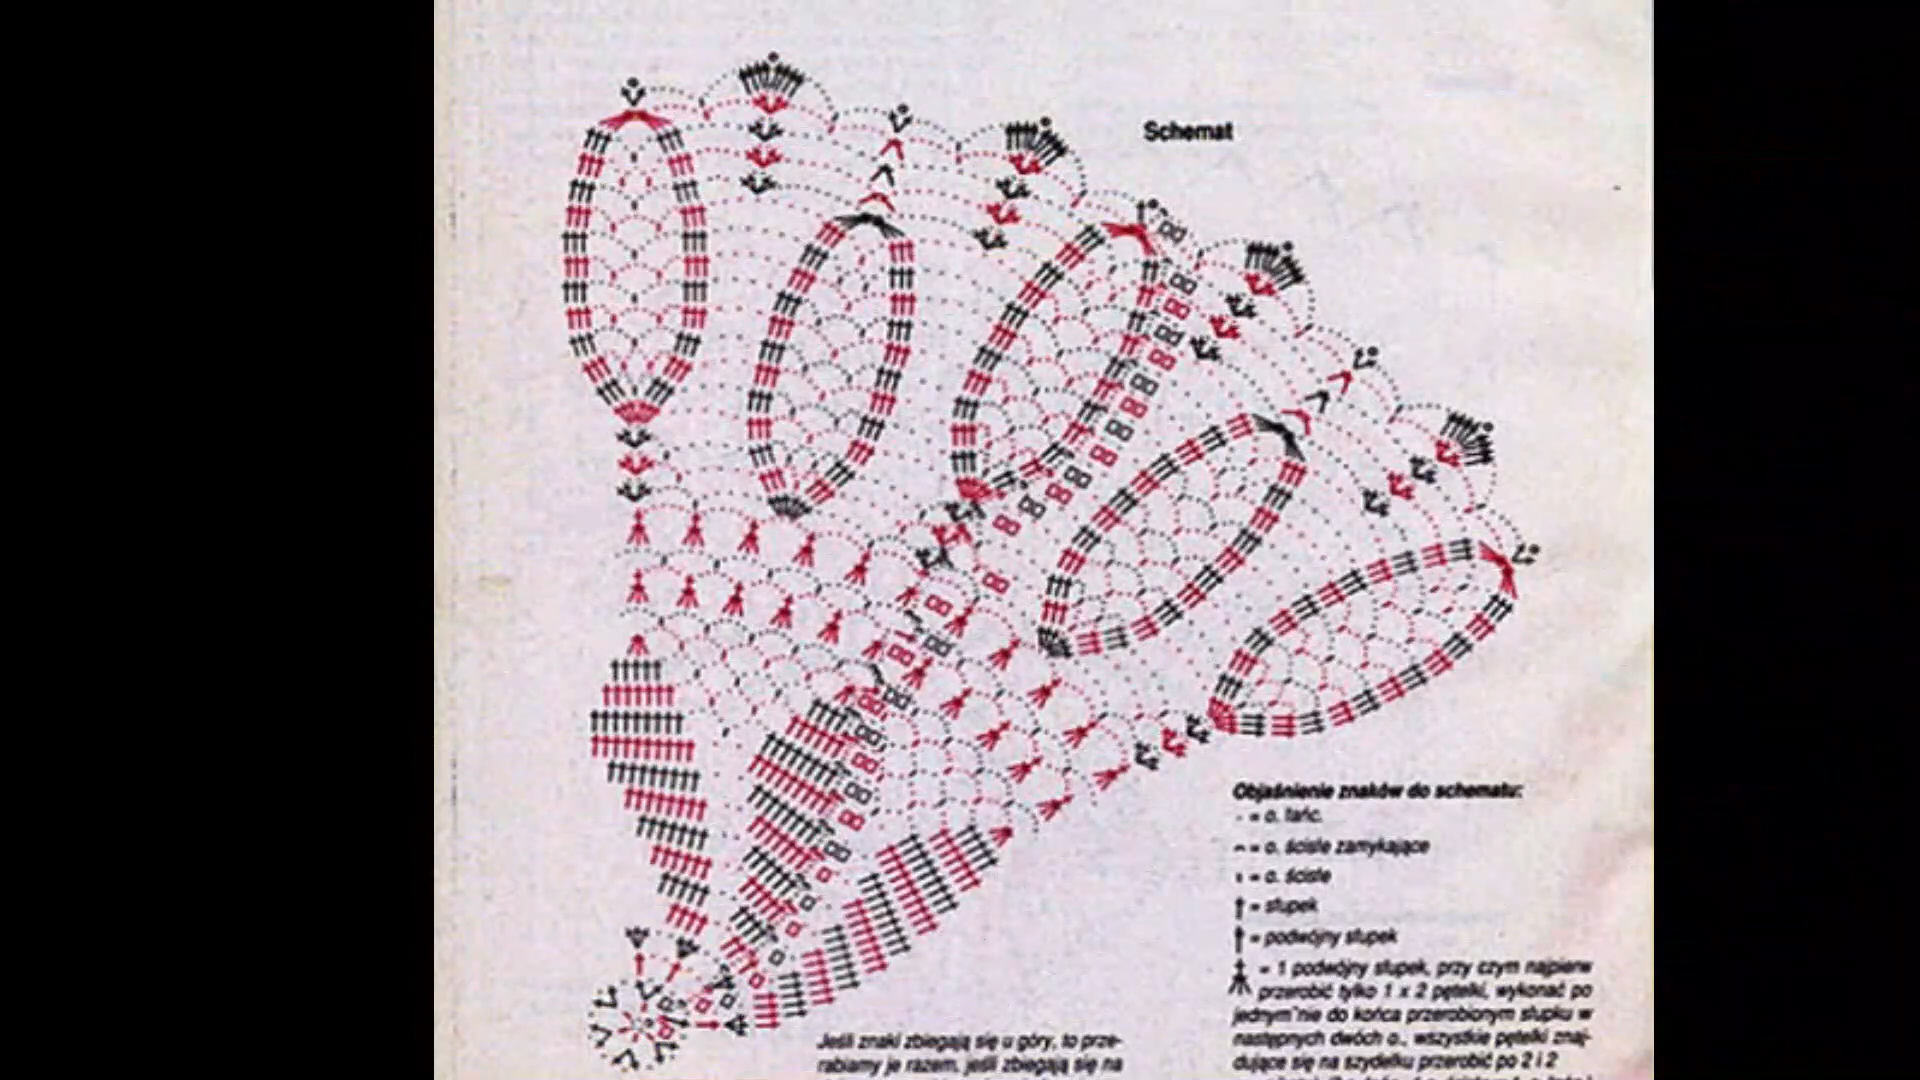 Schemat
Objaśnienie znaków do schematu:
· = o. łańc.
= o. ścisłe zamykające
= o. ścisłe
= słupek
= podwójny słupek
= 1 podwójny słupek, przy czym najpierw
przerobić tylko 1 x 2 pętelki, wykonać po
jednym nie do końca przerobionym słupku w
następnych dwóch o., wszystkie pętelki znaj-
dujące się na szydełku przerobić po 2 i 2
Jeśli znaki zbiegają się u góry, to prze-
rabiamy je razem, jeśli zbiegają się na